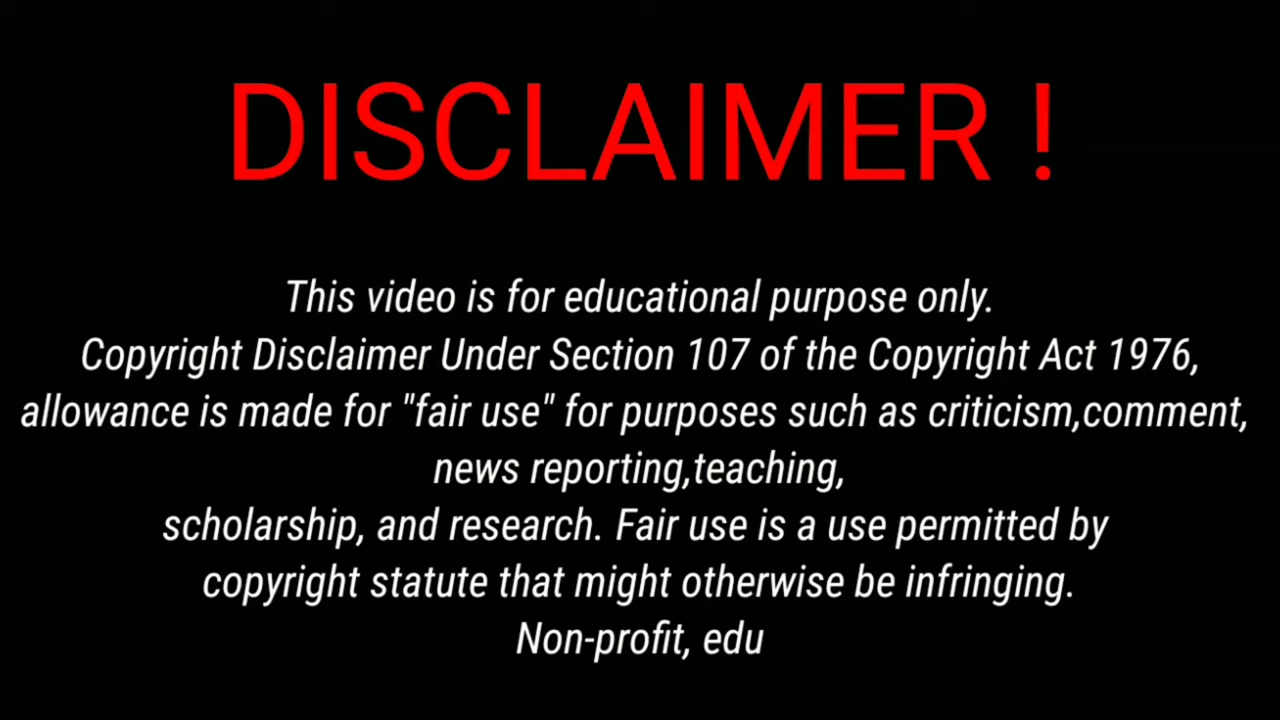 DISCLAIMER !
This video is for educational purpose only.
Copyright Disclaimer Under Section 107 of the Copyright Act 1976,
allowance is made for "fair use" for purposes such as criticism,comment,
news reporting,teaching,
scholarship, and research. Fair use is a use permitted by
copyright statute that might otherwise be infringing.
Non-profit, edu